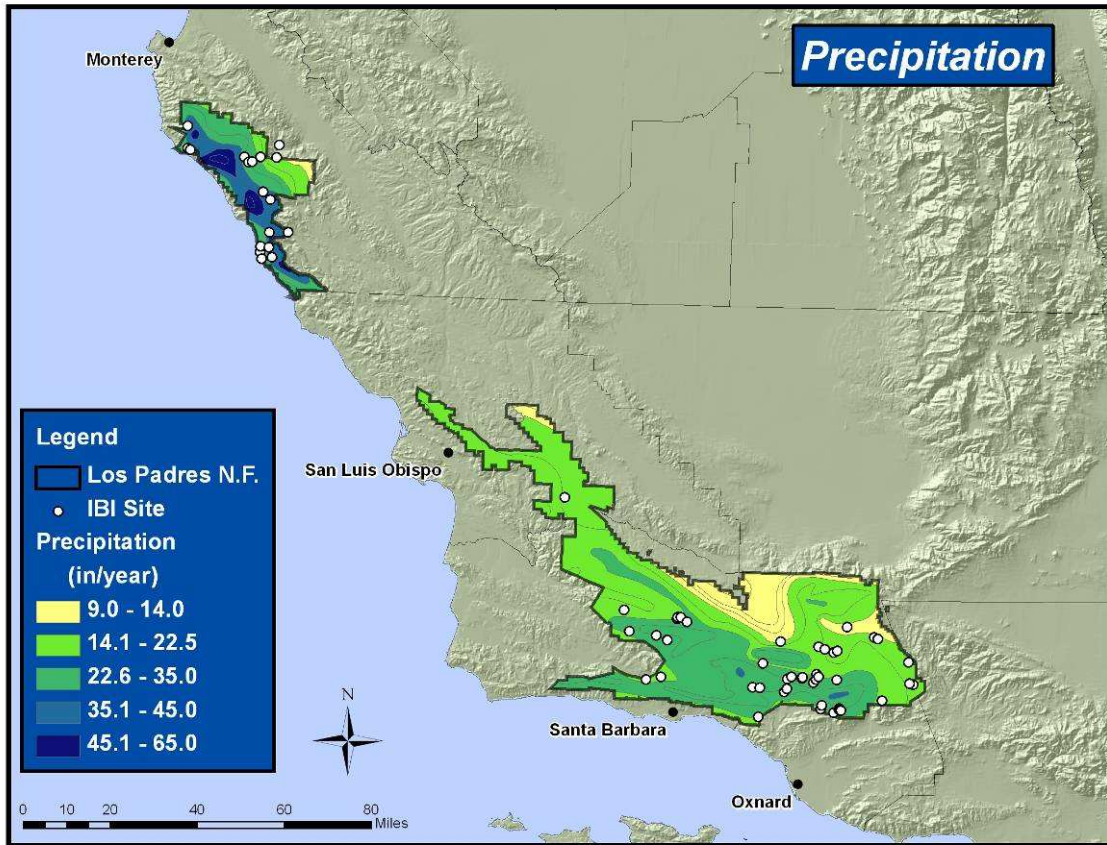 Precipitation
Monterey
San Luis Obispo
Santa Barbara
Oxnard
Legend
Los Padres N.F.
IBI Site
Precipitation
(in/year)
9.0 - 14.0
14.1 - 22.5
22.6 - 35.0
35.1 - 45.0
45.1 - 65.0
N
0 10 20 40 60 80
Miles